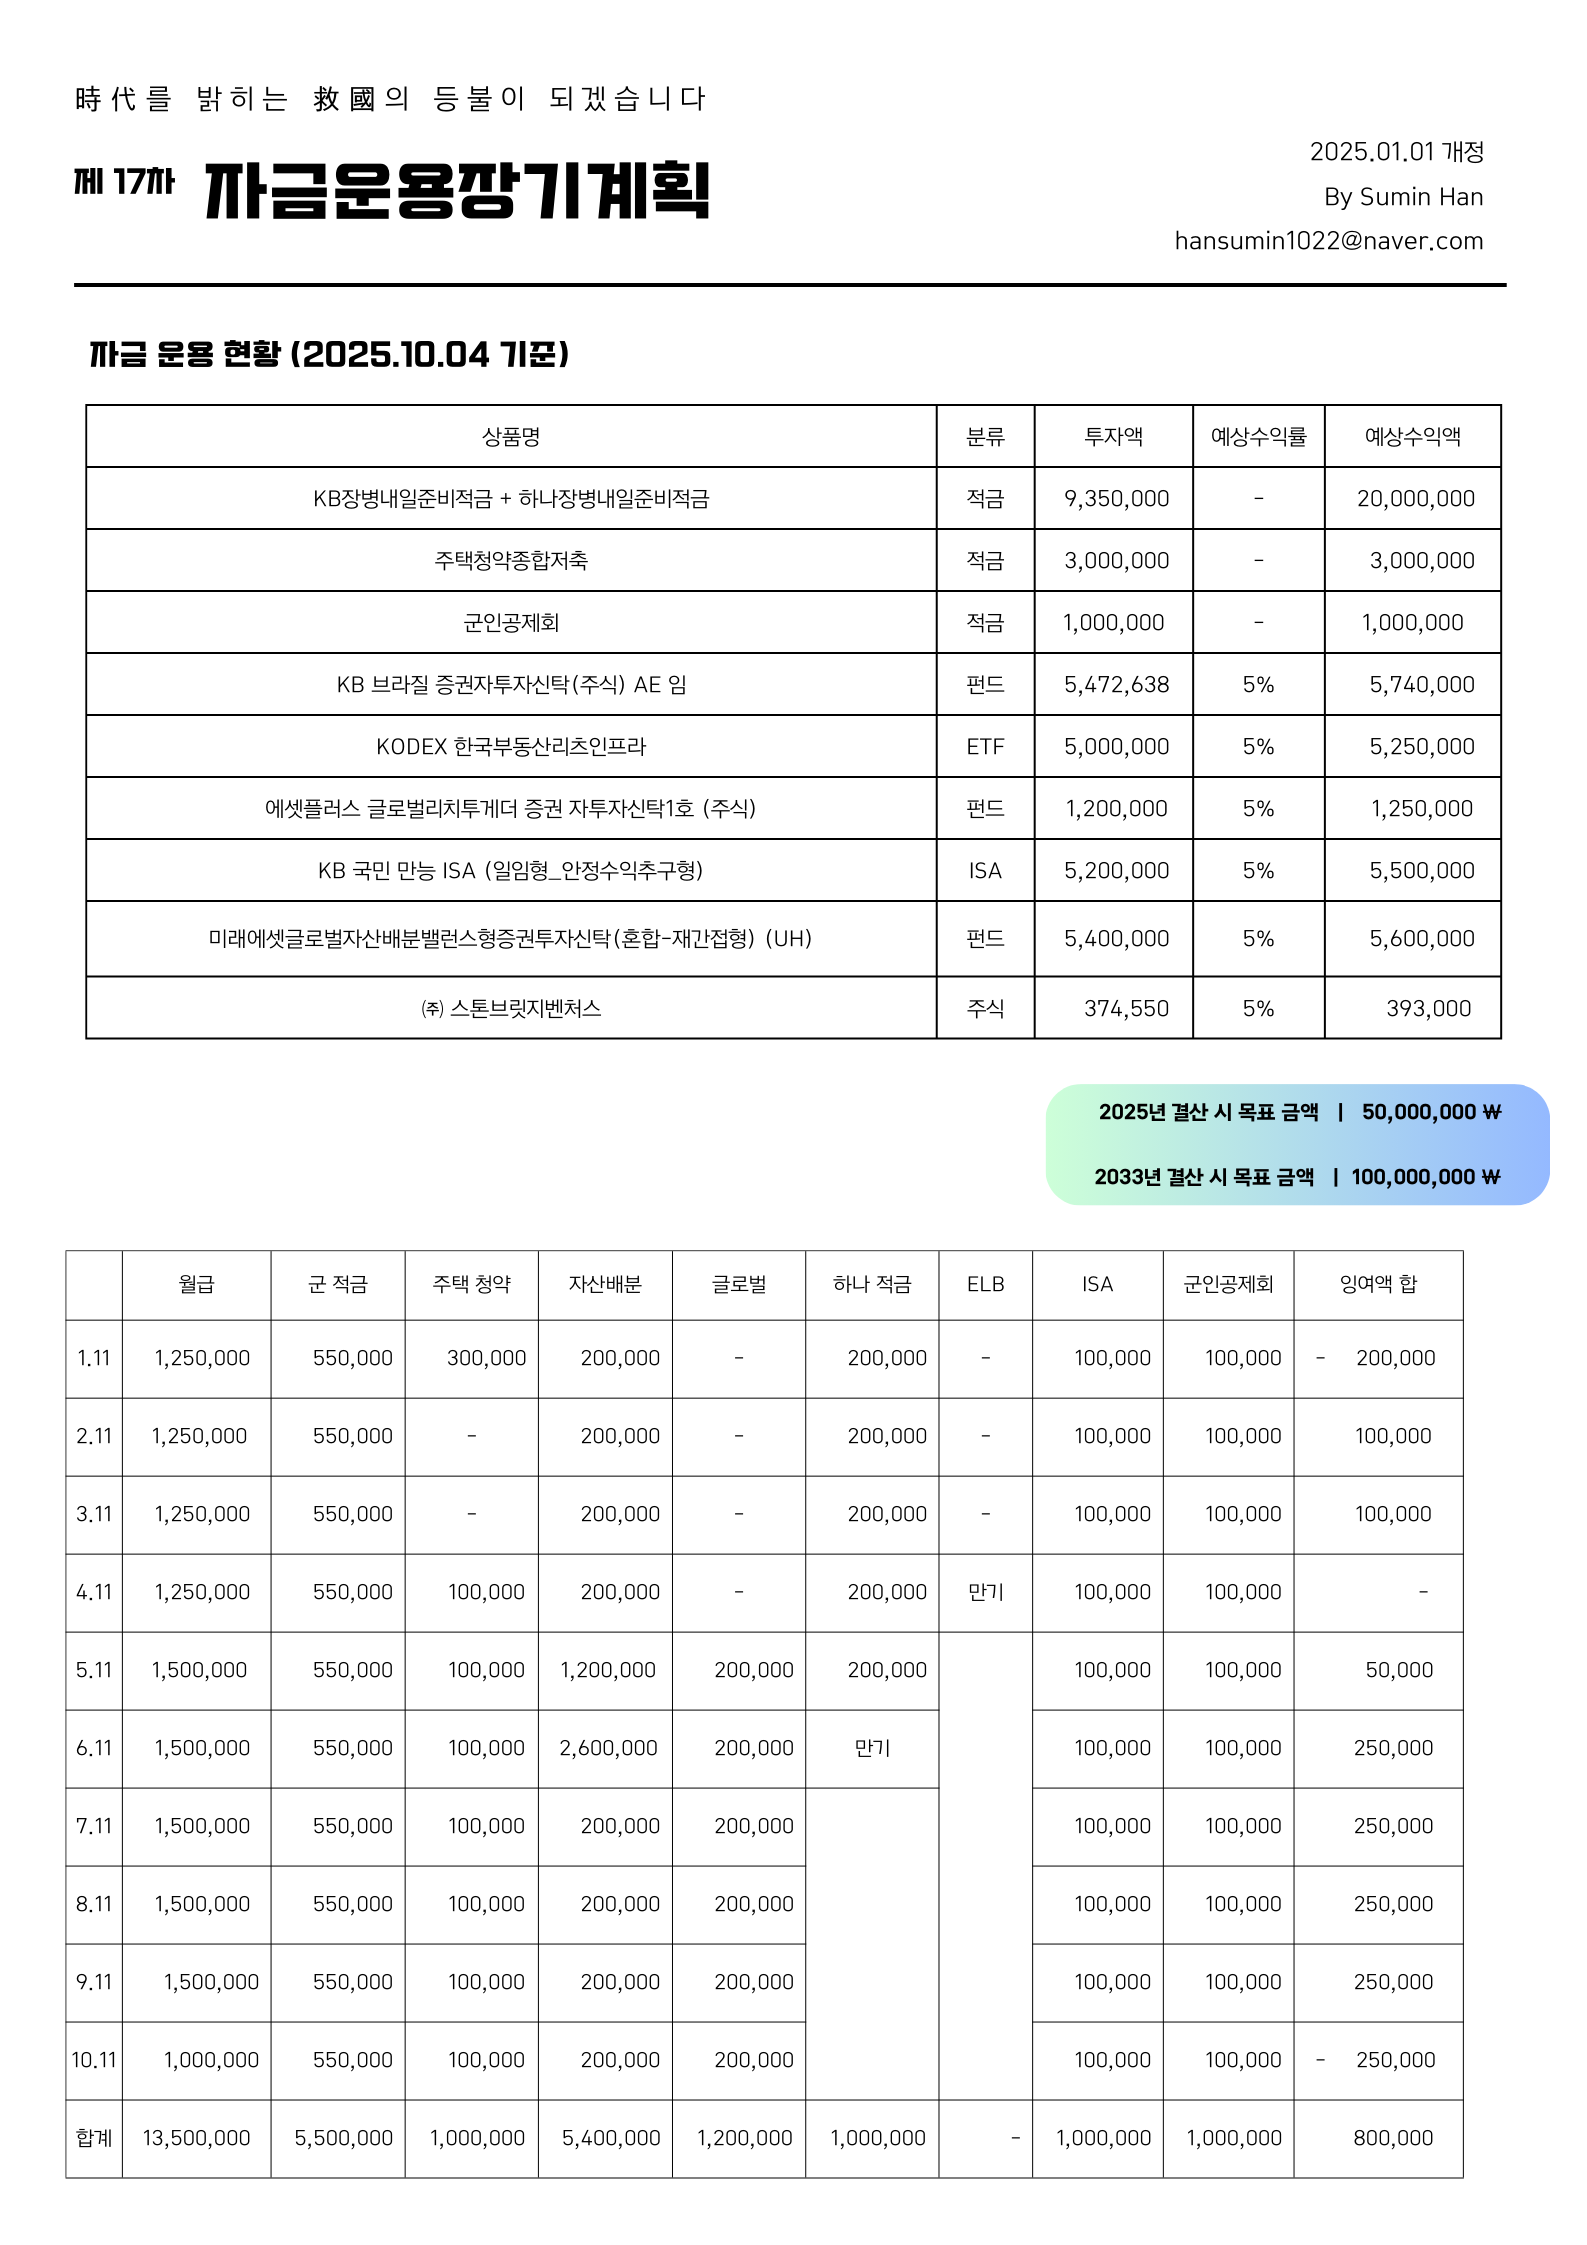 時代를 밝히는 救國의 등불이 되겠습니다
제 17차 자금운용장기계획
2025.01.01 개정
By Sumin Han
hansumin1022@naver.com
자금 운용 현황 (2025.10.04 기준)
상품명 분류 투자액 예상수익률 예상수익액
KB장병내일준비적금 + 하나장병내일준비적금 적금 9,350,000 - 20,000,000
주택청약종합저축 적금 3,000,000 - 3,000,000
군인공제회 적금 1,000,000 - 1,000,000
KB 브라질 증권자투자신탁(주식) AE 임 펀드 5,472,638 5% 5,740,000
KODEX 한국부동산리츠인프라 ETF 5,000,000 5% 5,250,000
에셋플러스 글로벌리치투게더 증권 자투자신탁1호 (주식) 펀드 1,200,000 5% 1,250,000
KB 국민 만능 ISA (일임형_안정수익추구형) ISA 5,200,000 5% 5,500,000
미래에셋글로벌자산배분밸런스형증권투자신탁(혼합-재간접형) (UH) 펀드 5,400,000 5% 5,600,000
㈜ 스톤브릿지벤처스 주식 374,550 5% 393,000
2025년 결산 시 목표 금액 | 50,000,000 ₩
2033년 결산 시 목표 금액 | 100,000,000 ₩
월급 군 적금 주택 청약 자산배분 글로벌 하나 적금 ELB ISA 군인공제회 잉여액 합
1.11 1,250,000 550,000 300,000 200,000 - 200,000 - 100,000 100,000 - 200,000
2.11 1,250,000 550,000 - 200,000 - 200,000 - 100,000 100,000 100,000
3.11 1,250,000 550,000 - 200,000 - 200,000 - 100,000 100,000 100,000
4.11 1,250,000 550,000 100,000 200,000 - 200,000 만기 100,000 100,000 -
5.11 1,500,000 550,000 100,000 1,200,000 200,000 200,000 100,000 100,000 50,000
6.11 1,500,000 550,000 100,000 2,600,000 200,000 만기 100,000 100,000 250,000
7.11 1,500,000 550,000 100,000 200,000 200,000 100,000 100,000 250,000
8.11 1,500,000 550,000 100,000 200,000 200,000 100,000 100,000 250,000
9.11 1,500,000 550,000 100,000 200,000 200,000 100,000 100,000 250,000
10.11 1,000,000 550,000 100,000 200,000 200,000 100,000 100,000 - 250,000
합계 13,500,000 5,500,000 1,000,000 5,400,000 1,200,000 1,000,000 - 1,000,000 1,000,000 800,000